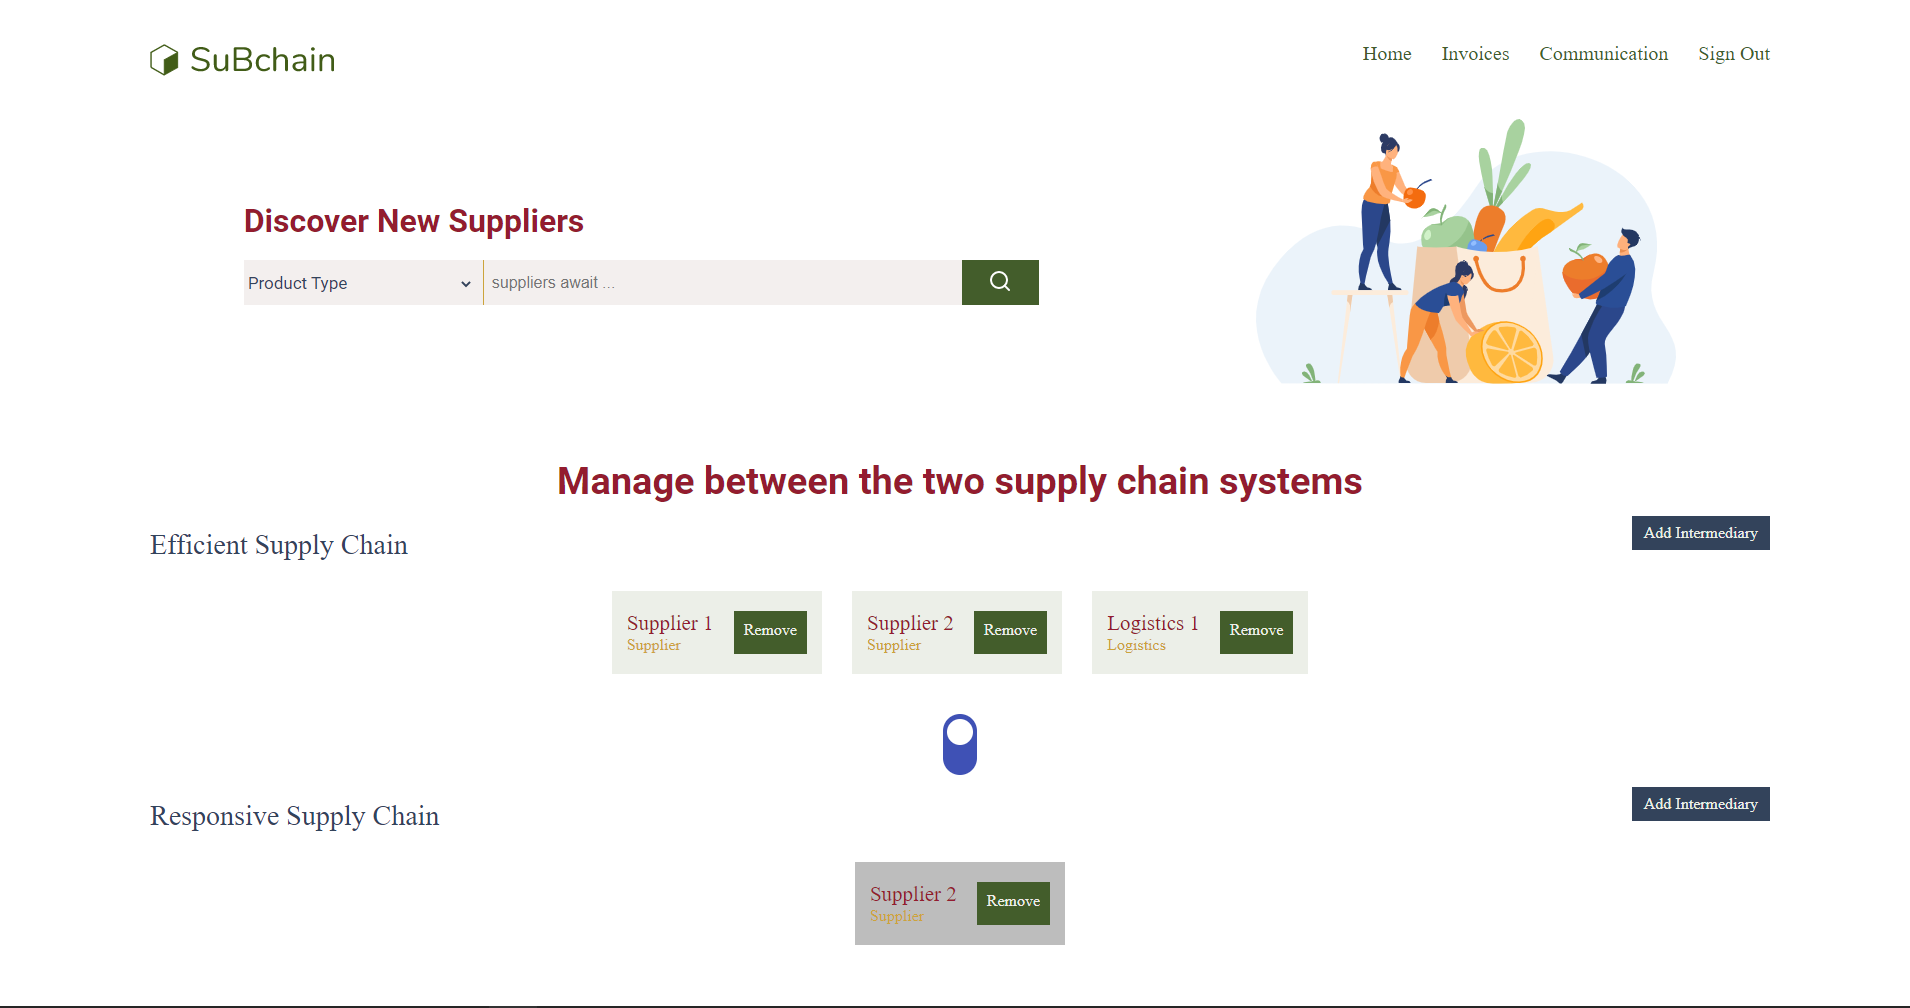 SuBchain
Home Invoices Communication Sign Out
Discover New Suppliers
Product Type suppliers await ...
Manage between the two supply chain systems
Efficient Supply Chain
Add Intermediary
Supplier 1
Supplier
Remove
Supplier 2
Supplier
Remove
Logistics 1
Logistics
Remove
Responsive Supply Chain
Add Intermediary
Supplier 2
Supplier
Remove